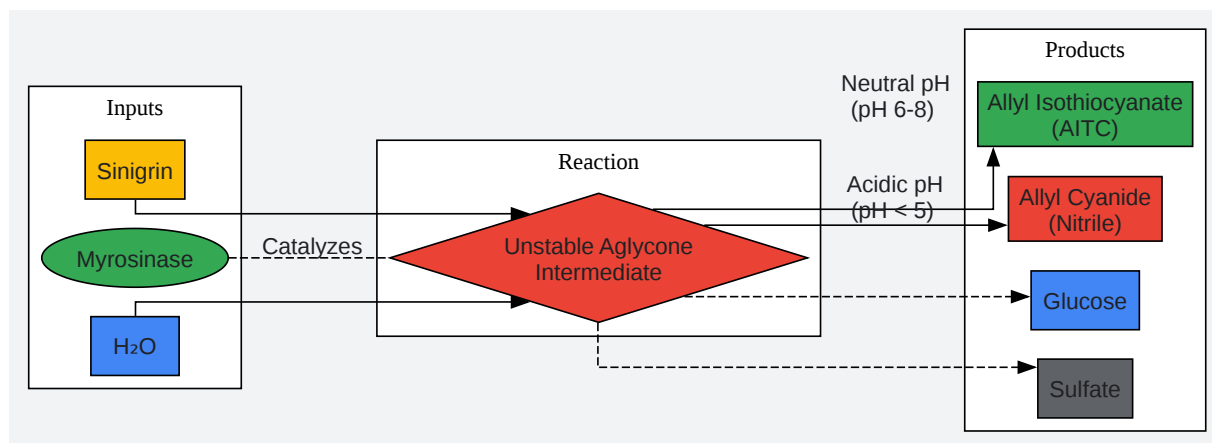 Inputs
Sinigrin
Myrosinase
H₂O
Catalyzes
Reaction
Unstable Aglycone
Intermediate
Neutral pH
(pH 6-8)
Acidic pH
(pH < 5)
Products
Allyl Isothiocyanate
(AITC)
Allyl Cyanide
(Nitrile)
Glucose
Sulfate